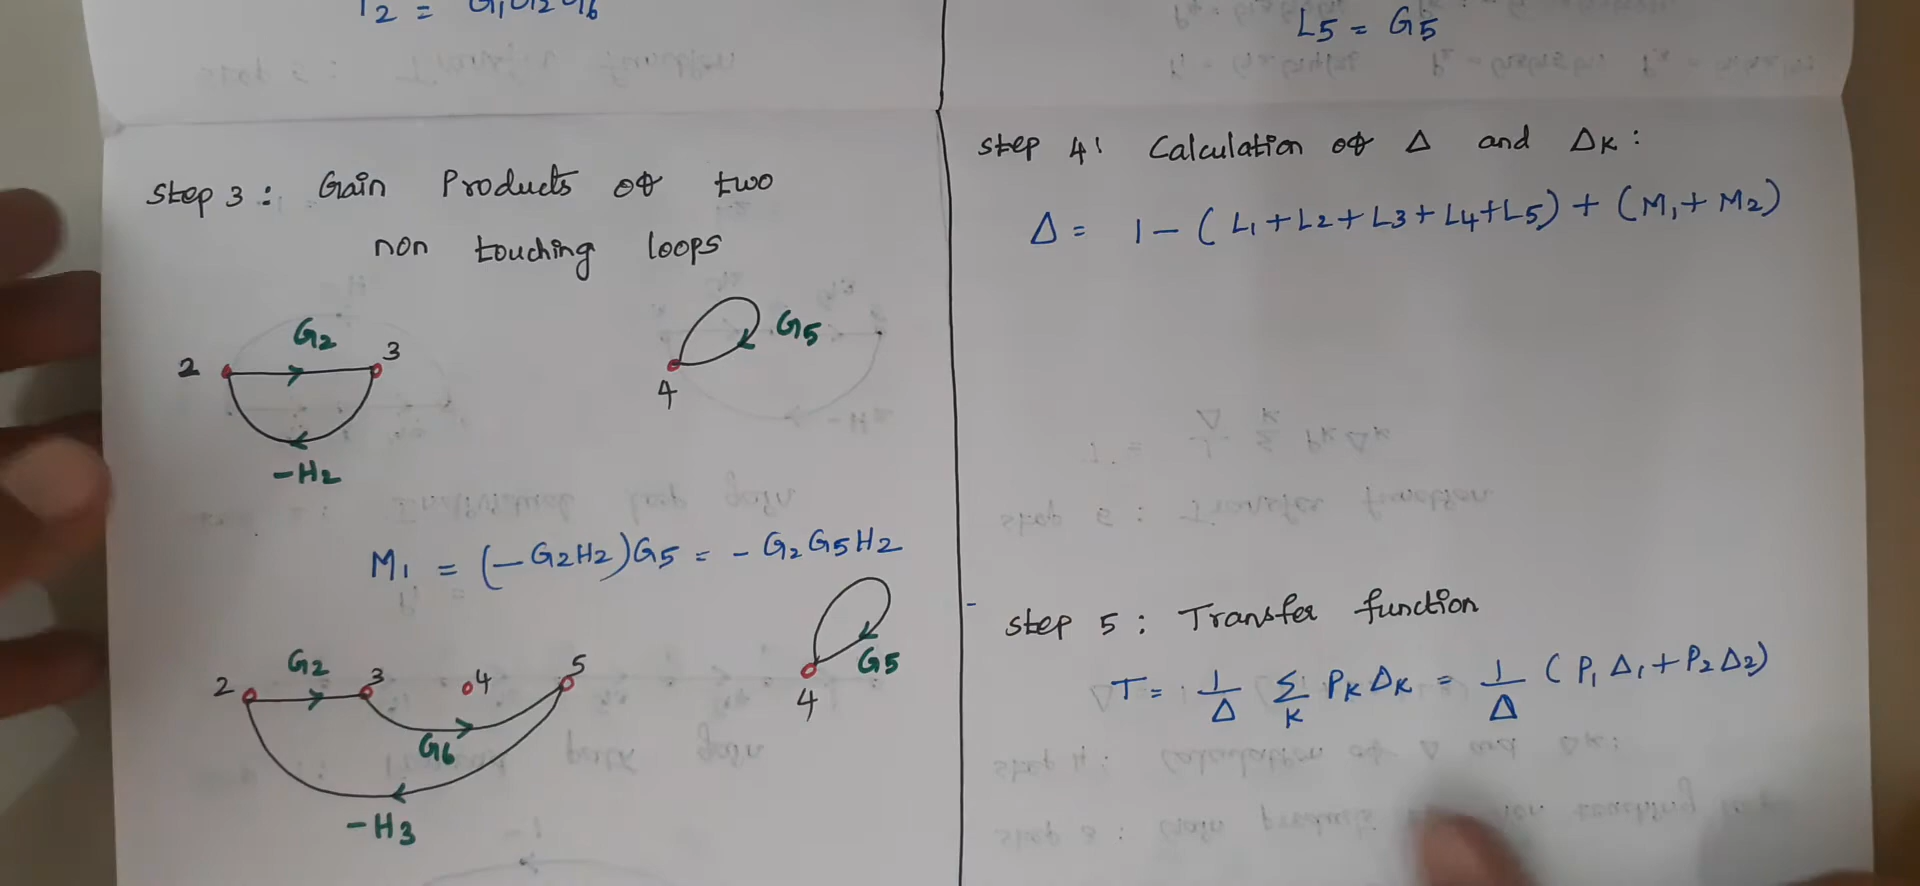 = G1G2G6
Step 3: Gain Products of two
non touching loops
G2
2
3
-H2
G5
4
M1 = (-G2H2)G5 = -G2G5H2
G2
2
3
4
5
G6
-H3
G5
4
L5 = G5
Step 4: Calculation of Δ and ΔK:
Δ = 1 - (L1+L2+L3+L4+L5) + (M1+M2)
Step 5: Transfer function
T = 1/Δ Σ K PK ΔK = 1/Δ (P1 Δ1 + P2 Δ2)